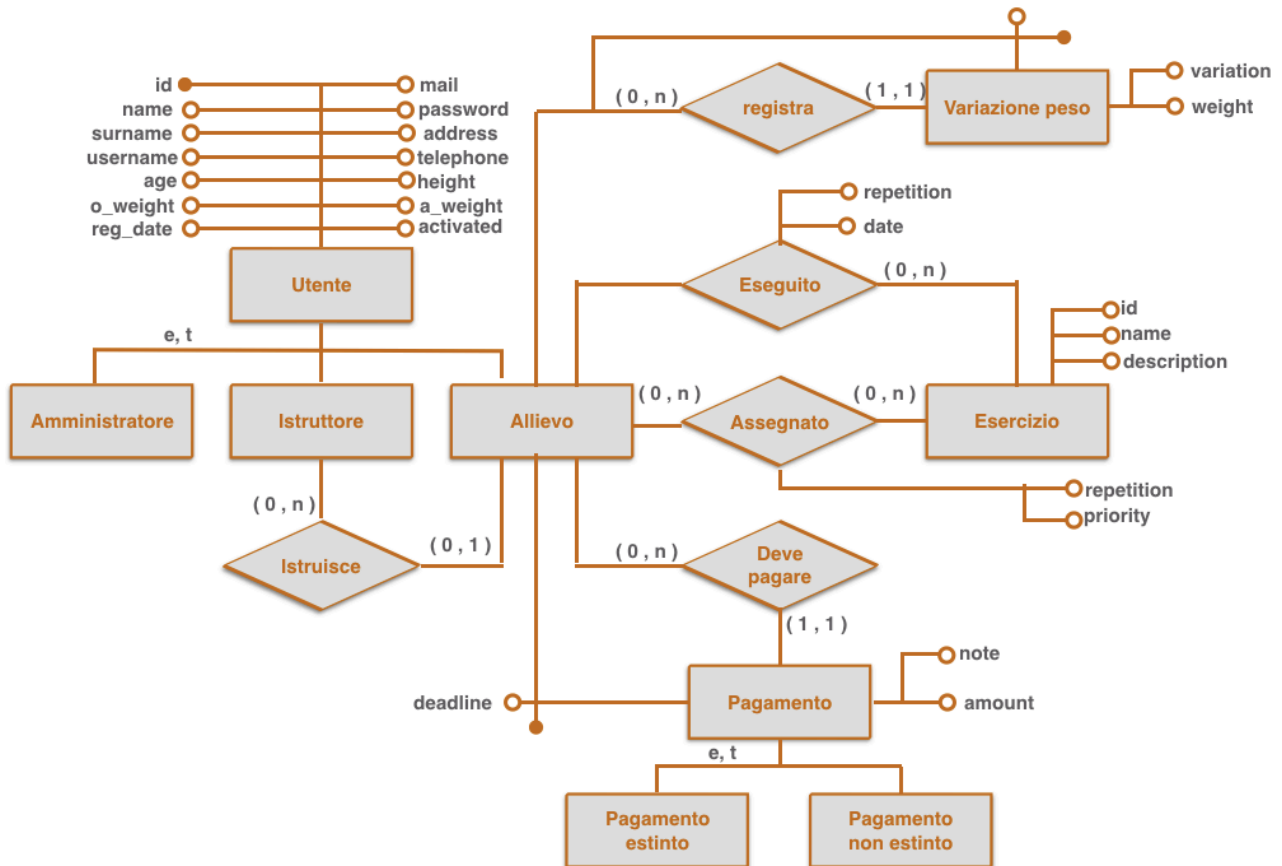 id
mail
name
password
surname
address
username
telephone
age
height
o_weight
a_weight
reg_date
activated
Utente
e, t
Amministratore
Istruttore
Allievo
( 0 , n )
Istruisce
( 0 , 1 )
( 0 , n )
registra
( 1 , 1 )
Variazione peso
variation
weight
repetition
date
Eseguito
( 0 , n )
id
name
description
( 0 , n )
Assegnato
( 0 , n )
Esercizio
repetition
priority
( 0 , n )
Deve
pagare
( 1 , 1 )
note
deadline
Pagamento
amount
e, t
Pagamento
estinto
Pagamento
non estinto